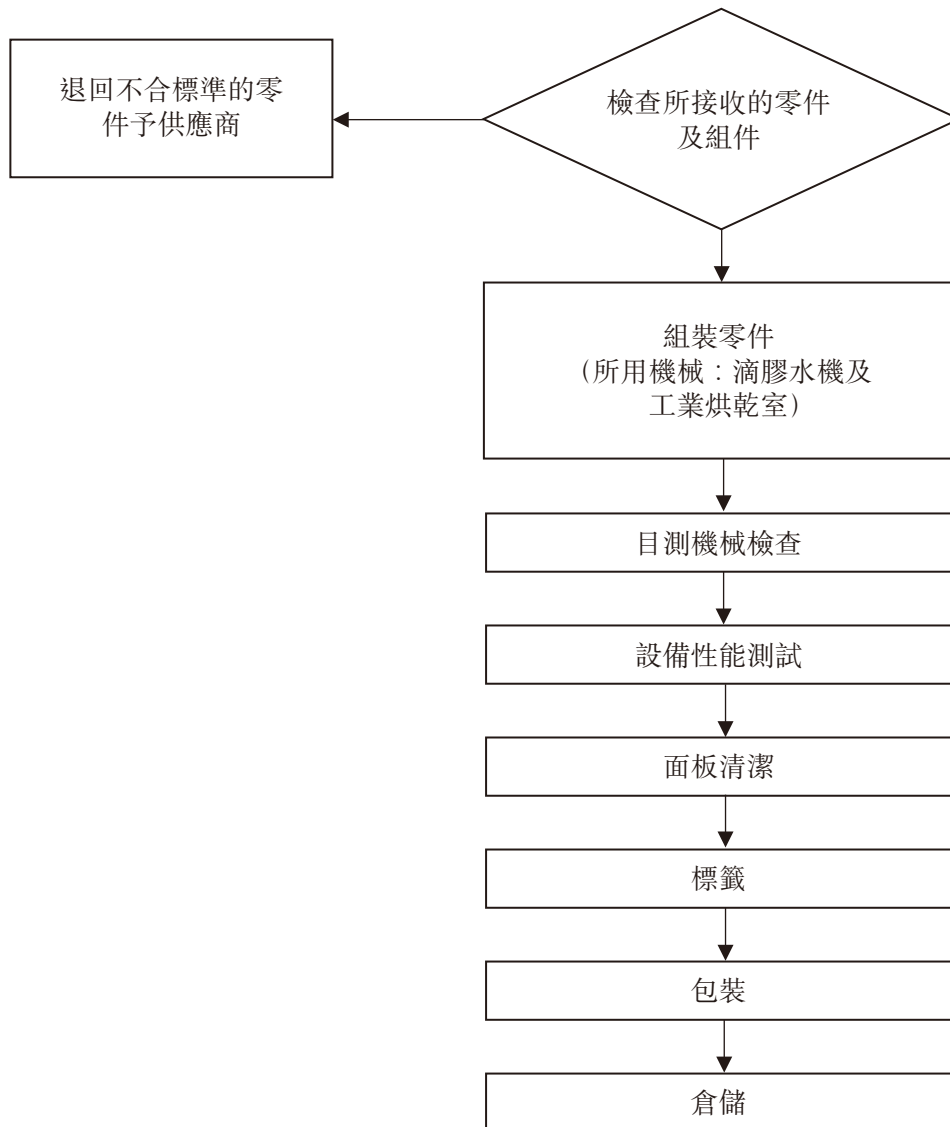 退回不合標準的零
件予供應商
檢查所接收的零件
及組件
組裝零件
（所用機械：滴膠水機及
工業烘乾室）
目測機械檢查
設備性能測試
面板清潔
標籤
包裝
倉儲